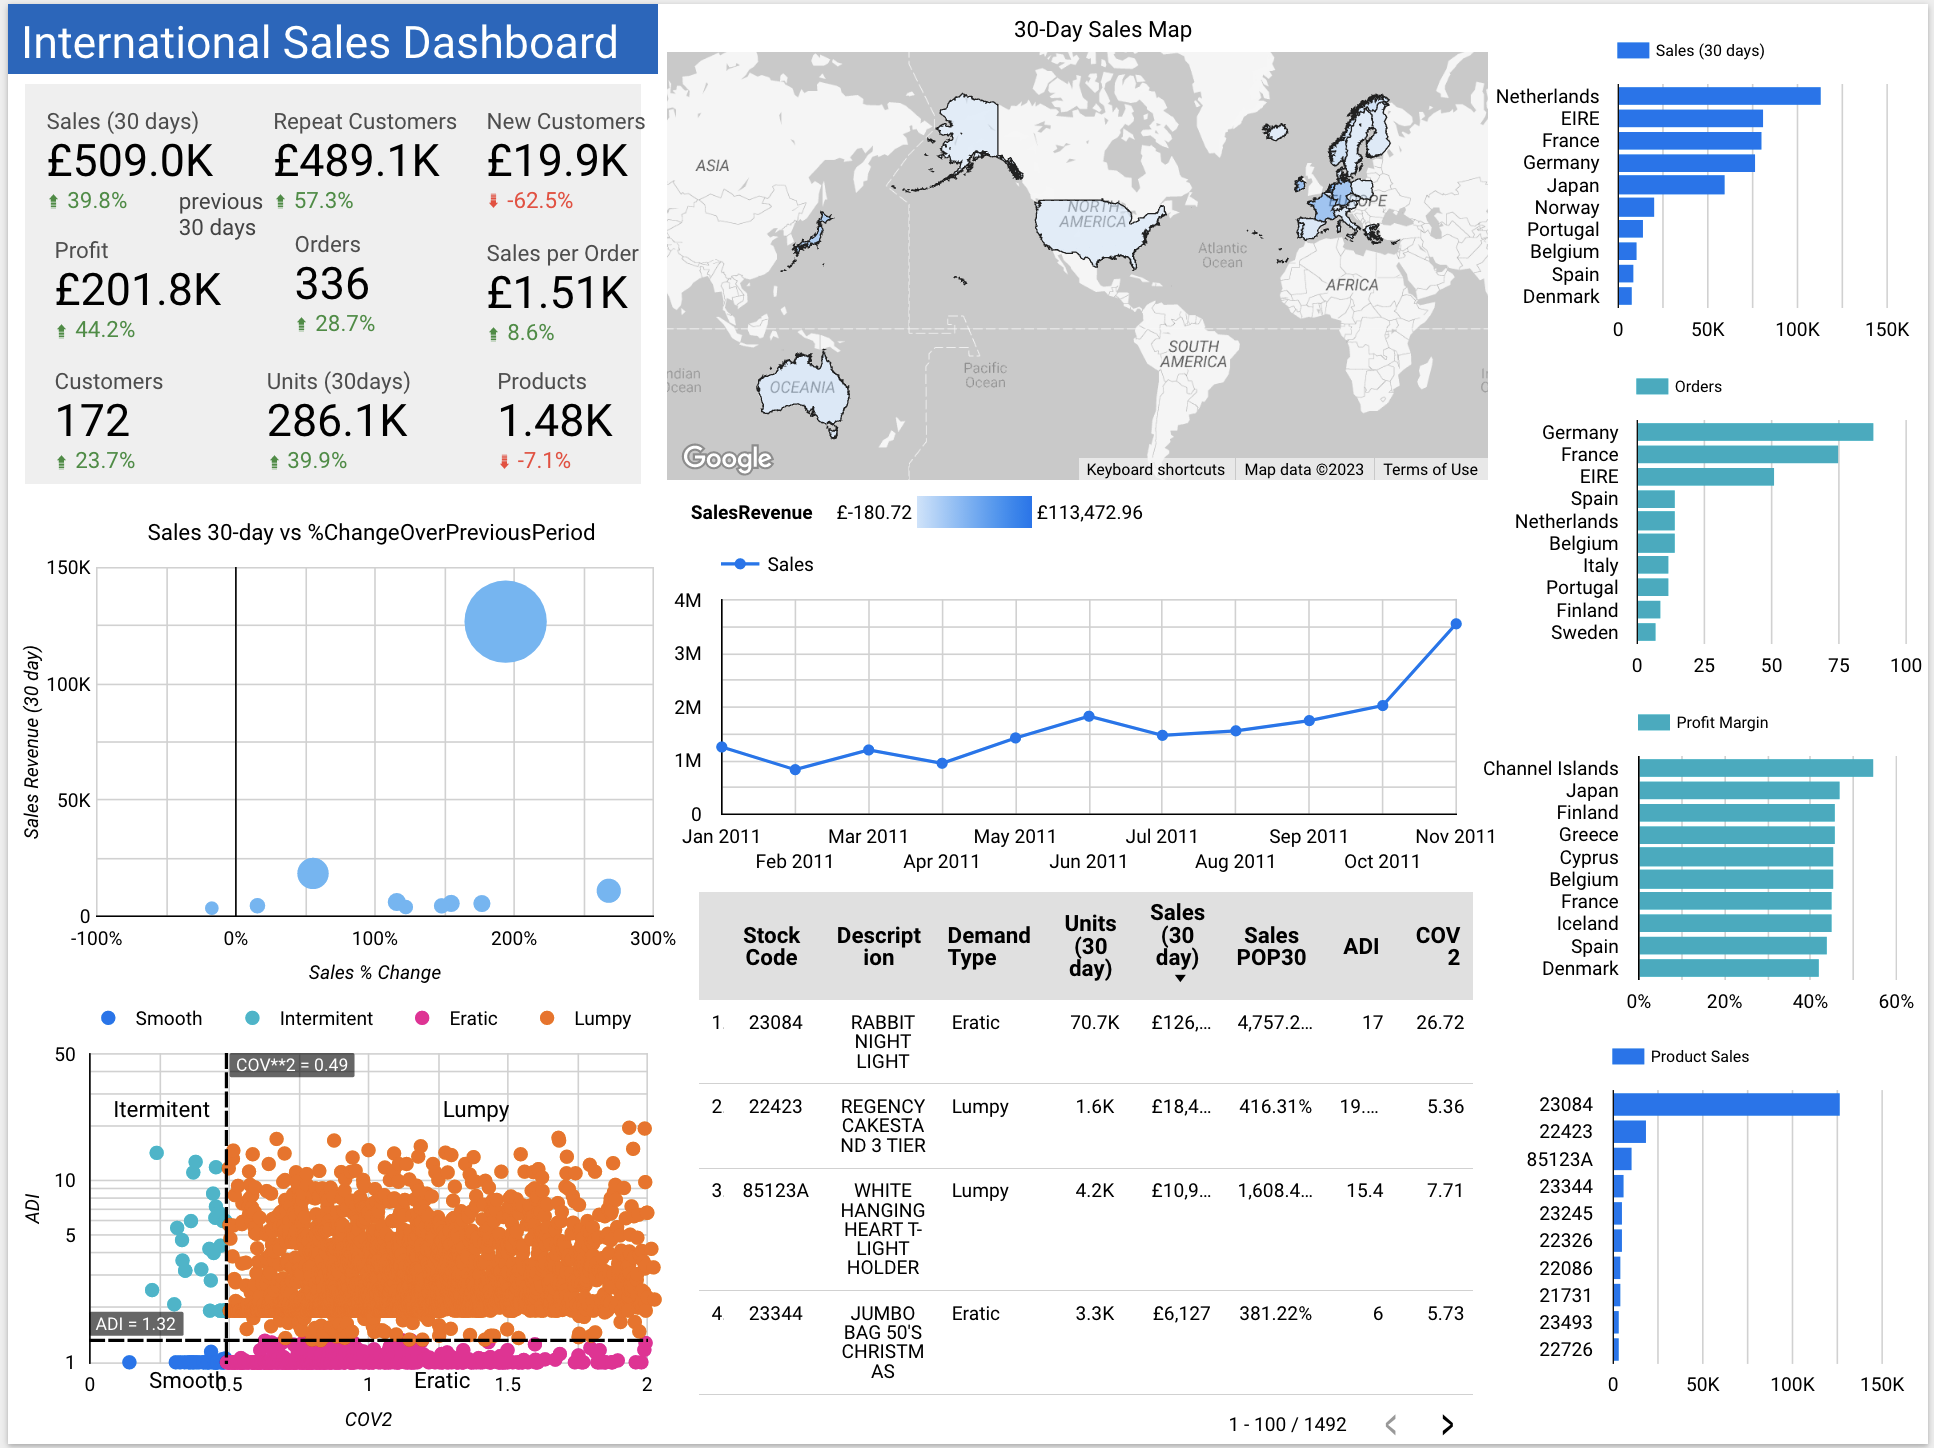 International Sales Dashboard
Sales (30 days)
£509.0K
39.8%
previous
30 days
Repeat Customers
£489.1K
57.3%
New Customers
£19.9K
-62.5%
Profit
£201.8K
44.2%
Orders
336
28.7%
Sales per Order
£1.51K
8.6%
Customers
172
23.7%
Units (30days)
286.1K
39.9%
Products
1.48K
-7.1%
Sales 30-day vs %ChangeOverPreviousPeriod
Sales Revenue (30 day)
150K
100K
50K
0
-100% 0% 100% 200% 300%
Sales % Change
Smooth Intermitent Eratic Lumpy
COV**2 = 0.49
Itermitent Lumpy
ADI
50
10
5
ADI = 1.32
1
0 0.5 1 1.5 2
Smooth Eratic
COV2
30-Day Sales Map
ASIA
NORTH
AMERICA
Atlantic
Ocean
OPE
AFRICA
SOUTH
AMERICA
Pacific
Ocean
OCEANIA
ndian
cean
Google
Keyboard shortcuts Map data ©2023 Terms of Use
SalesRevenue £-180.72 £113,472.96
Sales
4M
3M
2M
1M
0
Jan 2011 Mar 2011 May 2011 Jul 2011 Sep 2011 Nov 2011
Feb 2011 Apr 2011 Jun 2011 Aug 2011 Oct 2011
Stock
Code
Descript
ion
Demand
Type
Units
(30
day)
Sales
(30
day)
Sales
POP30
ADI
COV
2
1. 23084 RABBIT Eratic 70.7K £126,... 4,757.2... 17 26.72
NIGHT
LIGHT
2. 22423 REGENCY Lumpy 1.6K £18,4... 416.31% 19.... 5.36
CAKESTA
ND 3 TIER
3. 85123A WHITE Lumpy 4.2K £10,9... 1,608.4... 15.4 7.71
HANGING
HEART T-
LIGHT
HOLDER
4. 23344 JUMBO Eratic 3.3K £6,127 381.22% 6 5.73
BAG 50'S
CHRISTM
AS
1 - 100 / 1492
Sales (30 days)
Netherlands
EIRE
France
Germany
Japan
Norway
Portugal
Belgium
Spain
Denmark
0 50K 100K 150K
Orders
Germany
France
EIRE
Spain
Netherlands
Belgium
Italy
Portugal
Finland
Sweden
0 25 50 75 100
Profit Margin
Channel Islands
Japan
Finland
Greece
Cyprus
Belgium
France
Iceland
Spain
Denmark
0% 20% 40% 60%
Product Sales
23084
22423
85123A
23344
23245
22326
22086
21731
23493
22726
0 50K 100K 150K